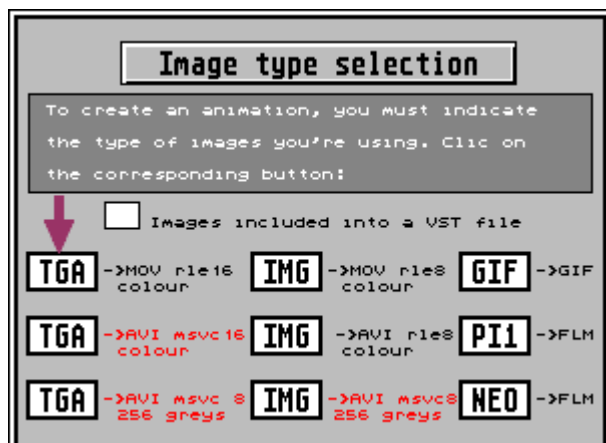 Image type selection
To create an animation, you must indicate
the type of images you're using. Clic on
the corresponding button:
Images included into a VST file
TGA ->MOV rle16 colour IMG ->MOV rle8 colour GIF ->GIF
TGA ->AVI msvc16 colour IMG ->AVI rle8 colour PI1 ->FLM
TGA ->AVI msvc 8 256 greys IMG ->AVI msvc8 256 greys NEO ->FLM